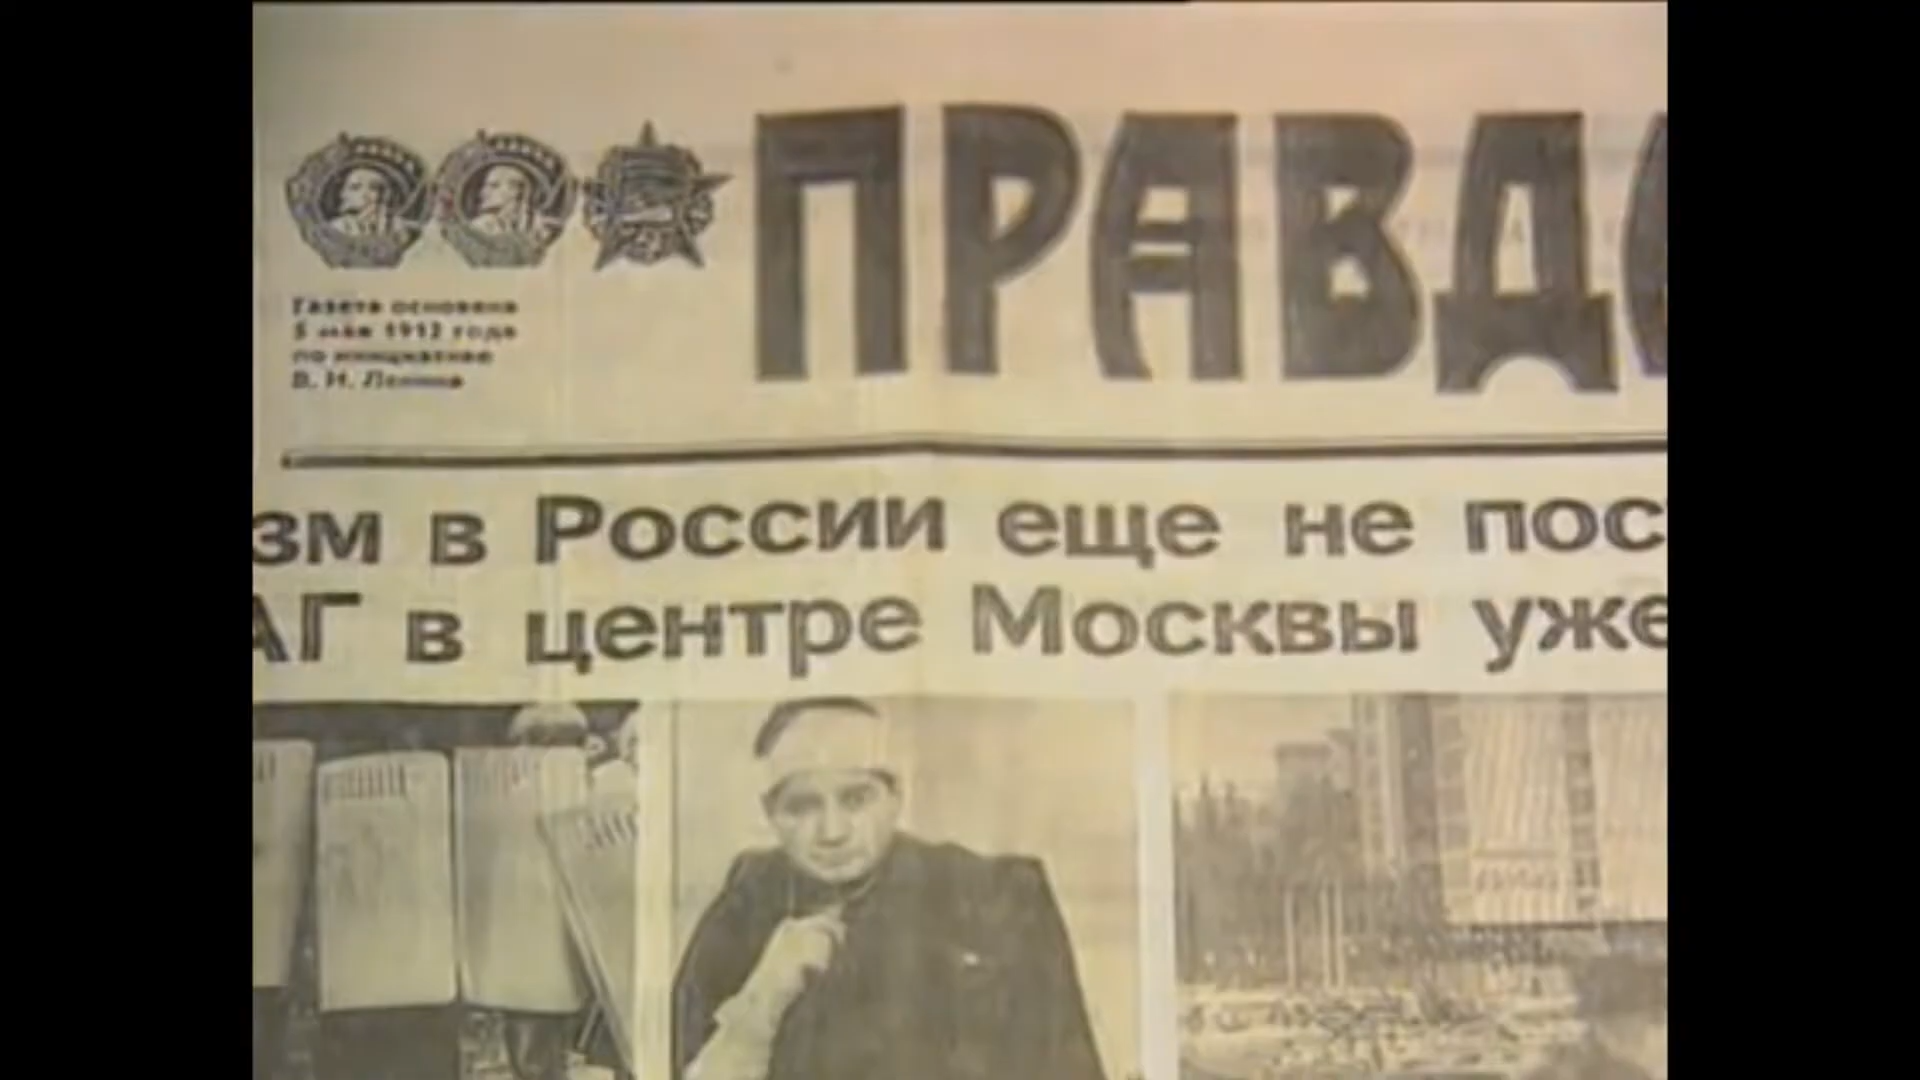 ПРАВД
Газета основана
5 мая 1912 года
по инициативе
В. И. Ленина
зм в России еще не пос
АГ в центре Москвы уже